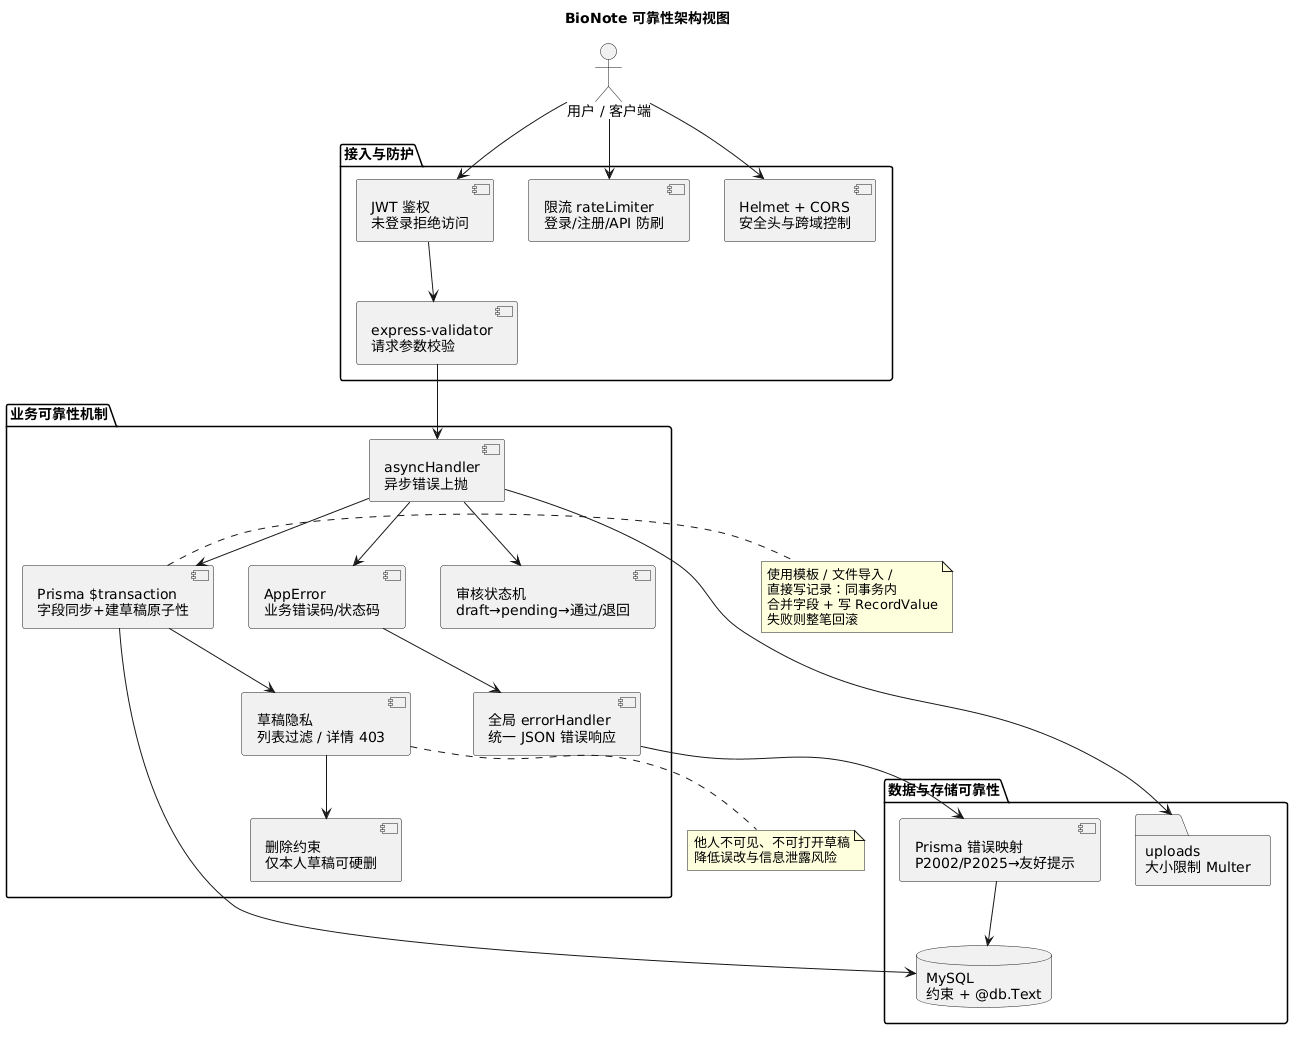 BioNote 可靠性架构视图
用户 / 客户端
接入与防护
JWT 鉴权
未登录拒绝访问
限流 rateLimiter
登录/注册/API 防刷
Helmet + CORS
安全头与跨域控制
express-validator
请求参数校验
业务可靠性机制
asyncHandler
异步错误上抛
Prisma $transaction
字段同步+建草稿原子性
AppError
业务错误码/状态码
审核状态机
draft→pending→通过/退回
使用模板 / 文件导入 /
直接写记录：同事务内
合并字段 + 写 RecordValue
失败则整笔回滚
草稿隐私
列表过滤 / 详情 403
全局 errorHandler
统一 JSON 错误响应
删除约束
仅本人草稿可硬删
他人不可见、不可打开草稿
降低误改与信息泄露风险
数据与存储可靠性
Prisma 错误映射
P2002/P2025→友好提示
uploads
大小限制 Multer
MySQL
约束 + @db.Text